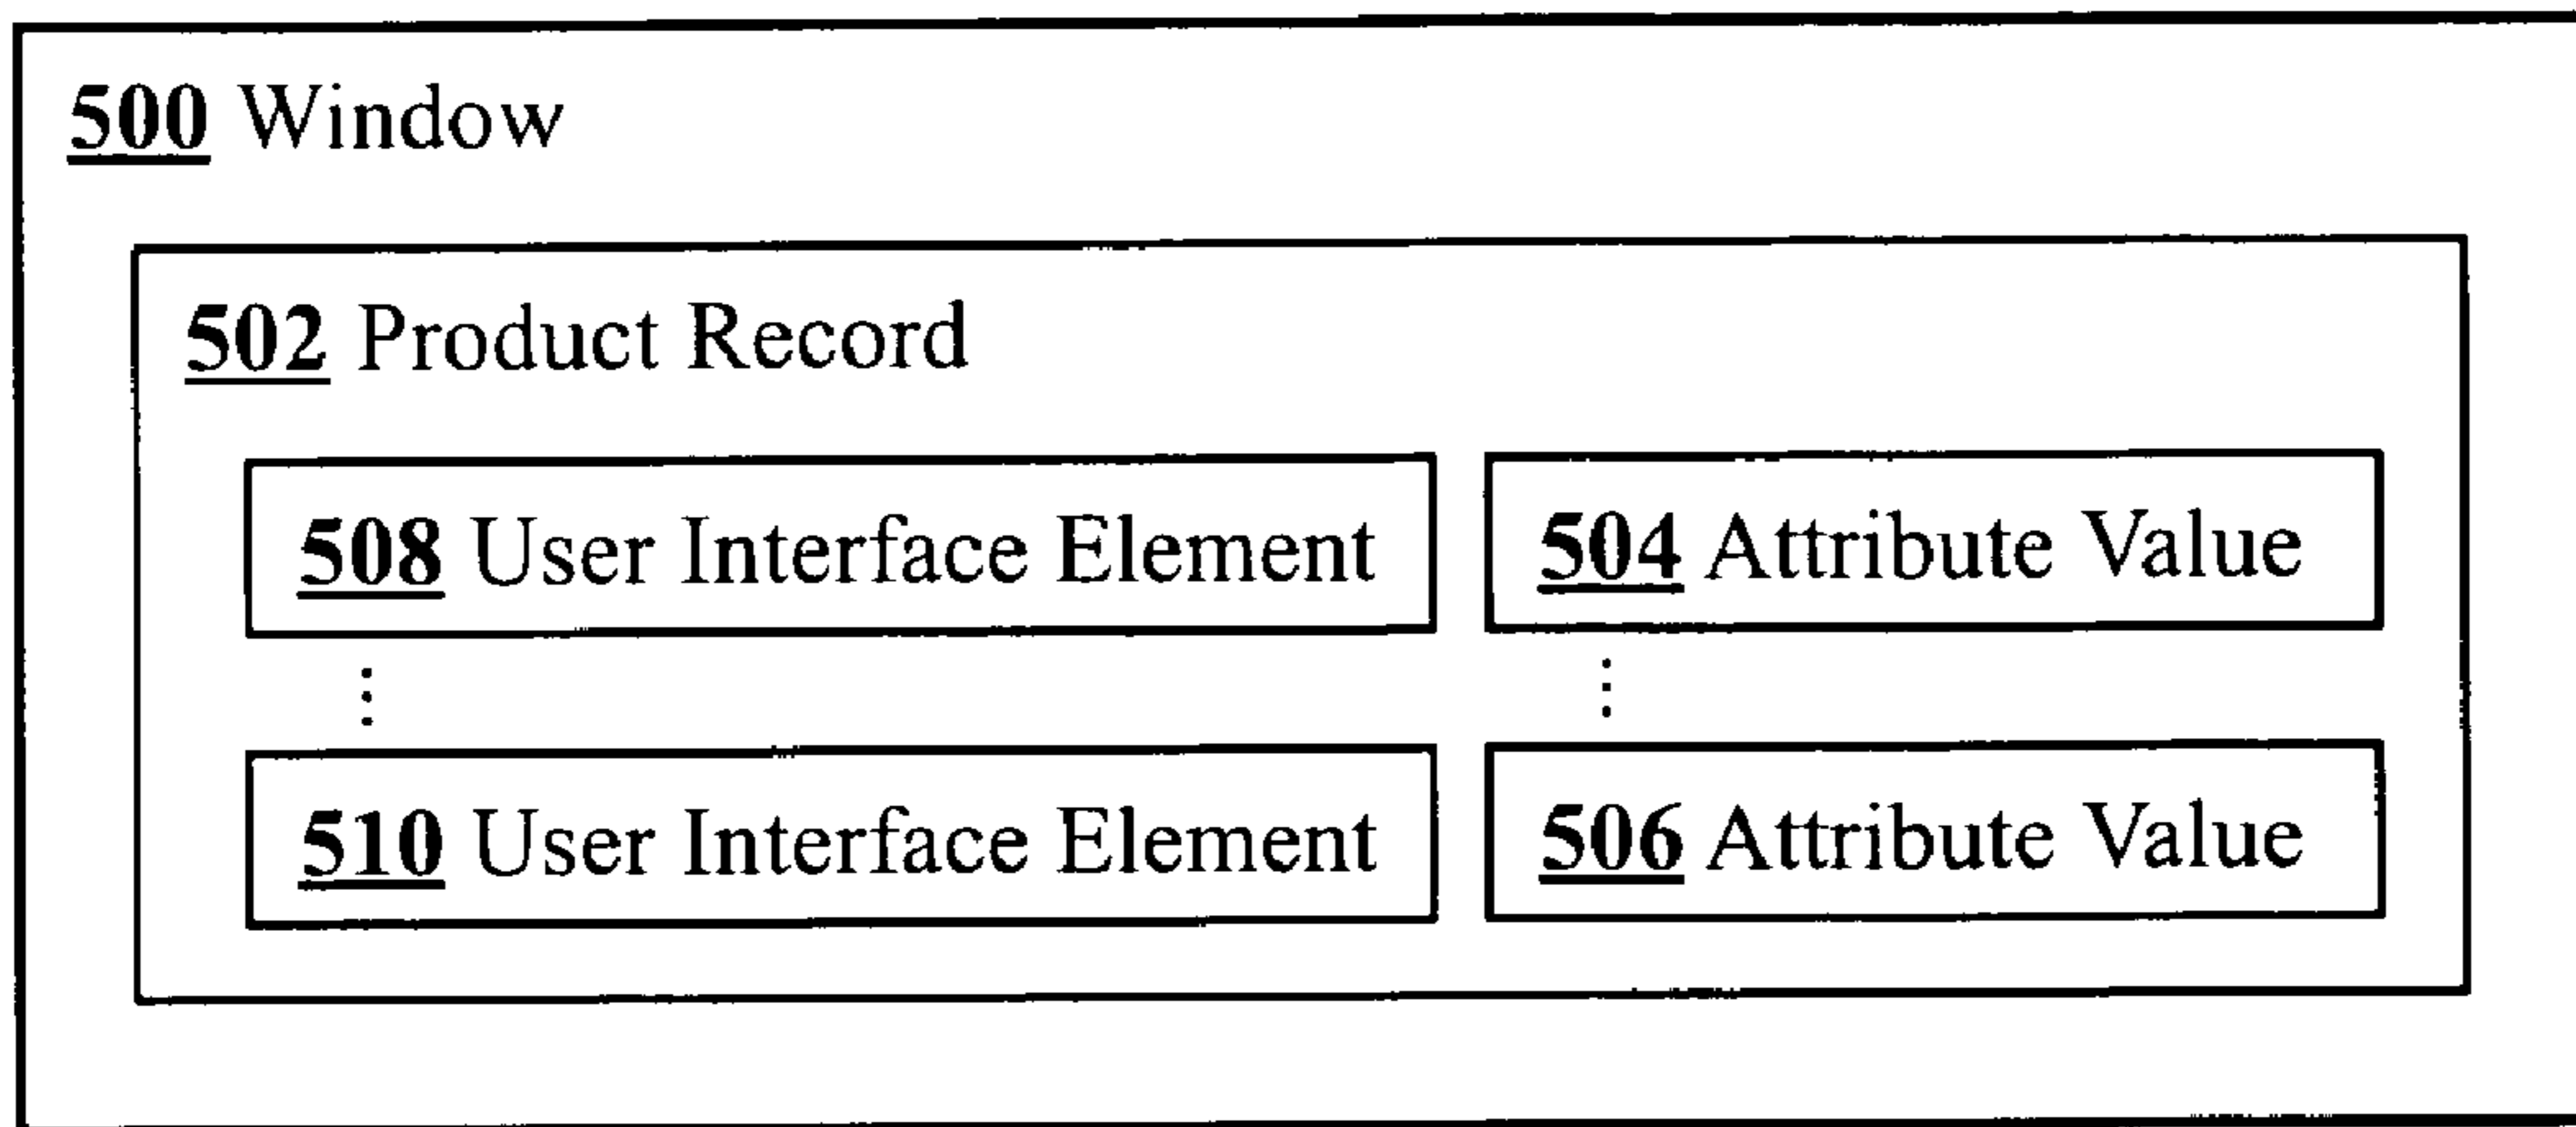 500 Window
502 Product Record
508 User Interface Element 504 Attribute Value
510 User Interface Element 506 Attribute Value